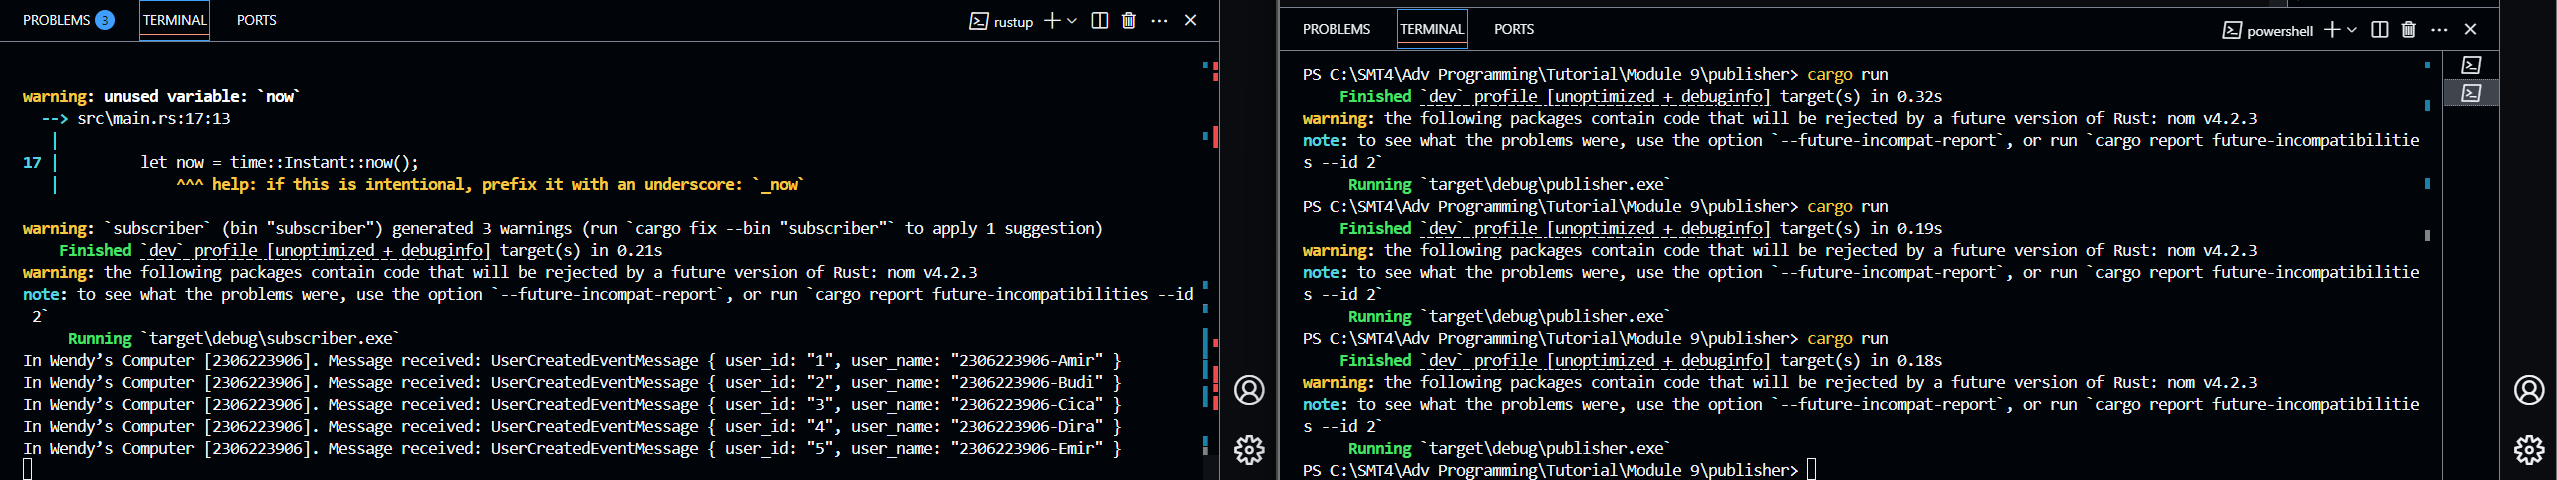 PROBLEMS 3 TERMINAL PORTS rustup
warning: unused variable: `now`
--> src\main.rs:17:13
|
17 | let now = time::Instant::now();
| ^^^ help: if this is intentional, prefix it with an underscore: `_now`
warning: `subscriber` (bin "subscriber") generated 3 warnings (run `cargo fix --bin "subscriber"` to apply 1 suggestion)
Finished `dev` profile [unoptimized + debuginfo] target(s) in 0.21s
warning: the following packages contain code that will be rejected by a future version of Rust: nom v4.2.3
note: to see what the problems were, use the option `--future-incompat-report`, or run `cargo report future-incompatibilities --id
2`
Running `target\debug\subscriber.exe`
In Wendy’s Computer [2306223906]. Message received: UserCreatedEventMessage { user_id: "1", user_name: "2306223906-Amir" }
In Wendy’s Computer [2306223906]. Message received: UserCreatedEventMessage { user_id: "2", user_name: "2306223906-Budi" }
In Wendy’s Computer [2306223906]. Message received: UserCreatedEventMessage { user_id: "3", user_name: "2306223906-Cica" }
In Wendy’s Computer [2306223906]. Message received: UserCreatedEventMessage { user_id: "4", user_name: "2306223906-Dira" }
In Wendy’s Computer [2306223906]. Message received: UserCreatedEventMessage { user_id: "5", user_name: "2306223906-Emir" }
PROBLEMS TERMINAL PORTS powershell
PS C:\SMT4\Adv Programming\Tutorial\Module 9\publisher> cargo run
Finished `dev` profile [unoptimized + debuginfo] target(s) in 0.32s
warning: the following packages contain code that will be rejected by a future version of Rust: nom v4.2.3
note: to see what the problems were, use the option `--future-incompat-report`, or run `cargo report future-incompatibilitie
s --id 2`
Running `target\debug\publisher.exe`
PS C:\SMT4\Adv Programming\Tutorial\Module 9\publisher> cargo run
Finished `dev` profile [unoptimized + debuginfo] target(s) in 0.19s
warning: the following packages contain code that will be rejected by a future version of Rust: nom v4.2.3
note: to see what the problems were, use the option `--future-incompat-report`, or run `cargo report future-incompatibilitie
s --id 2`
Running `target\debug\publisher.exe`
PS C:\SMT4\Adv Programming\Tutorial\Module 9\publisher> cargo run
Finished `dev` profile [unoptimized + debuginfo] target(s) in 0.18s
warning: the following packages contain code that will be rejected by a future version of Rust: nom v4.2.3
note: to see what the problems were, use the option `--future-incompat-report`, or run `cargo report future-incompatibilitie
s --id 2`
Running `target\debug\publisher.exe`
PS C:\SMT4\Adv Programming\Tutorial\Module 9\publisher>